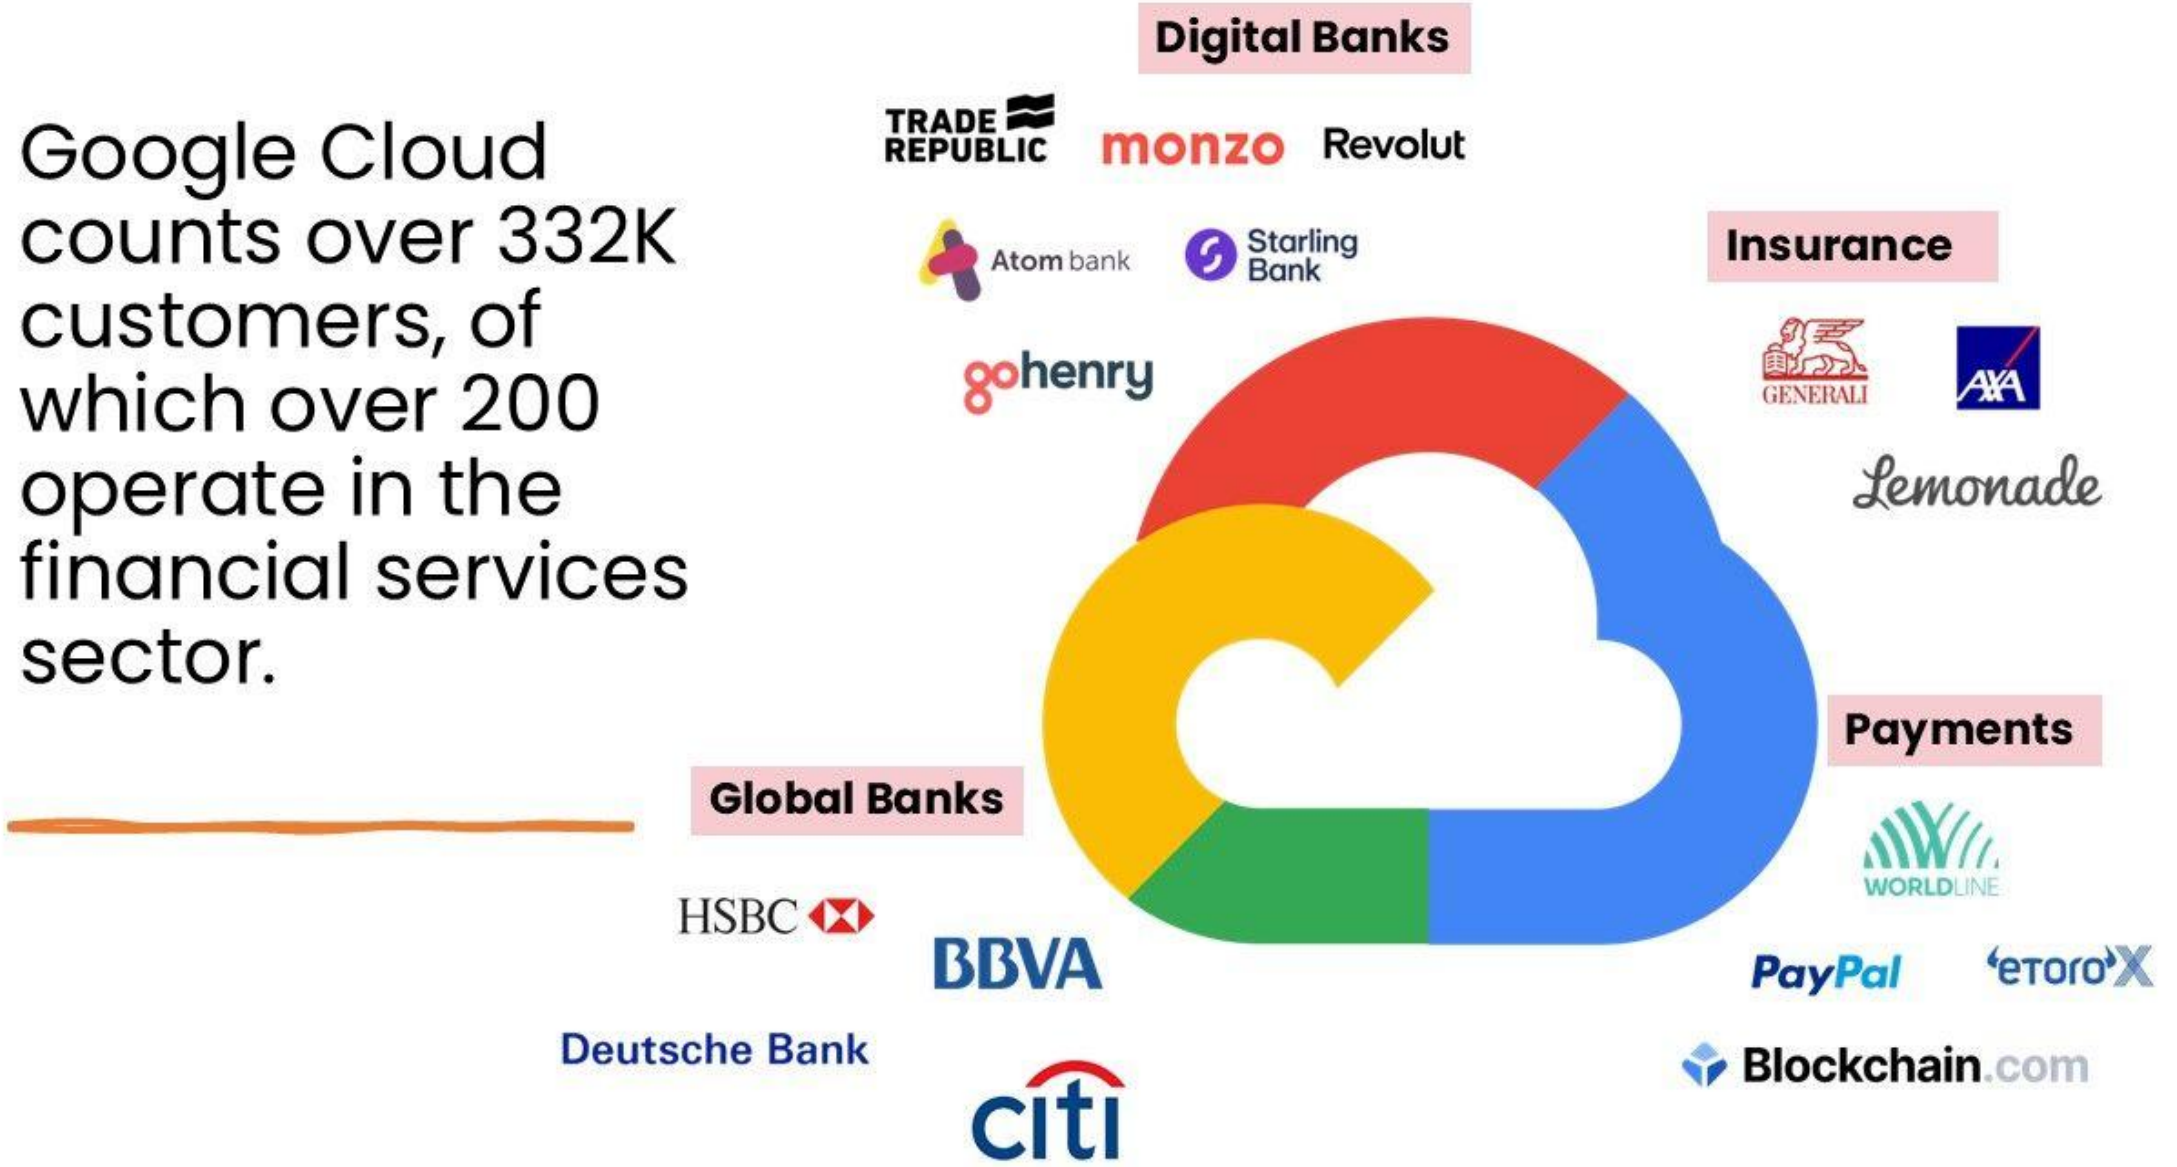 Google Cloud
counts over 332K
customers, of
which over 200
operate in the
financial services
sector.
Digital Banks
TRADE
REPUBLIC
monzo
Revolut
Atom bank
Starling
Bank
gohenry
Insurance
GENERALI
AXA
Lemonade
Payments
WORLDLINE
PayPal
'eToro'X
Blockchain.com
Global Banks
HSBC
BBVA
Deutsche Bank
citi